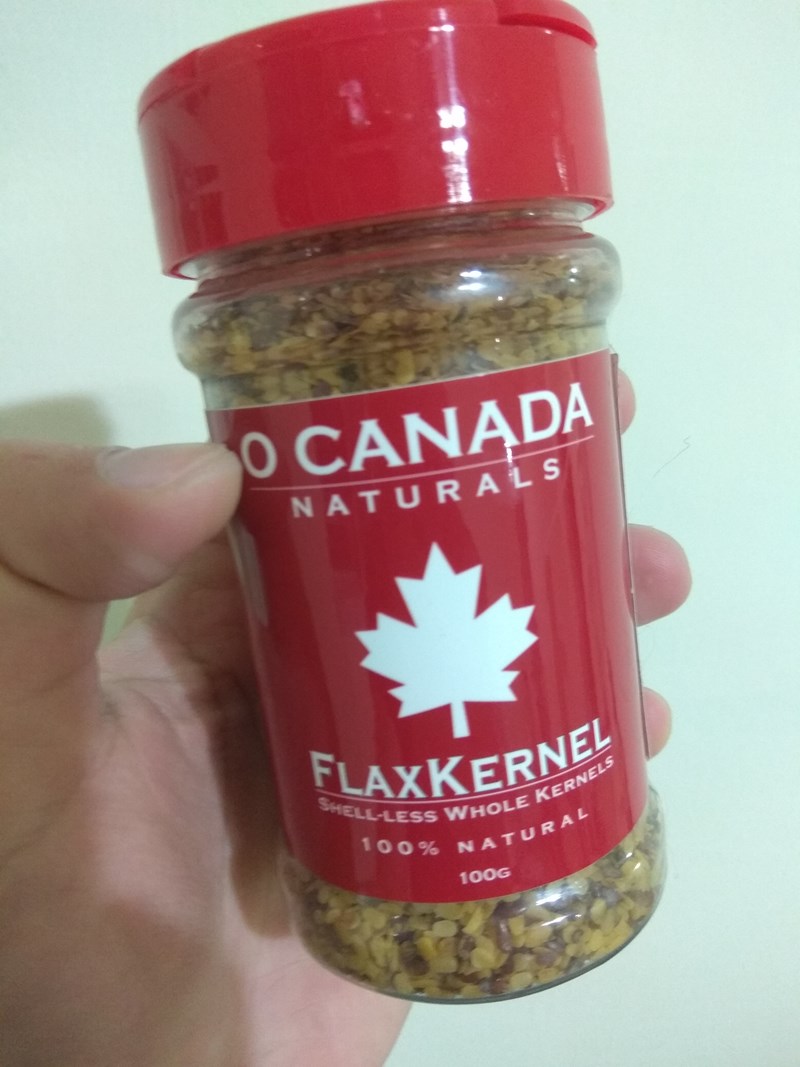 O CANADA
NATURALS
FLAXKERNEL
SHELL-LESS WHOLE KERNELS
100% NATURAL
100G